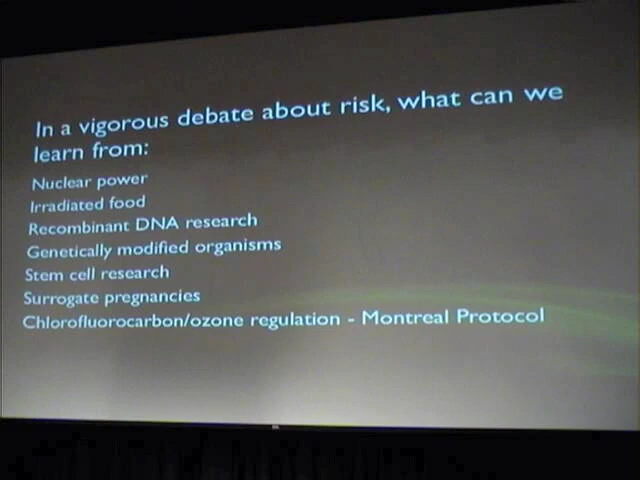 In a vigorous debate about risk, what can we
learn from:
Nuclear power
Irradiated food
Recombinant DNA research
Genetically modified organisms
Stem cell research
Surrogate pregnancies
Chlorofluorocarbon/ozone regulation - Montreal Protocol